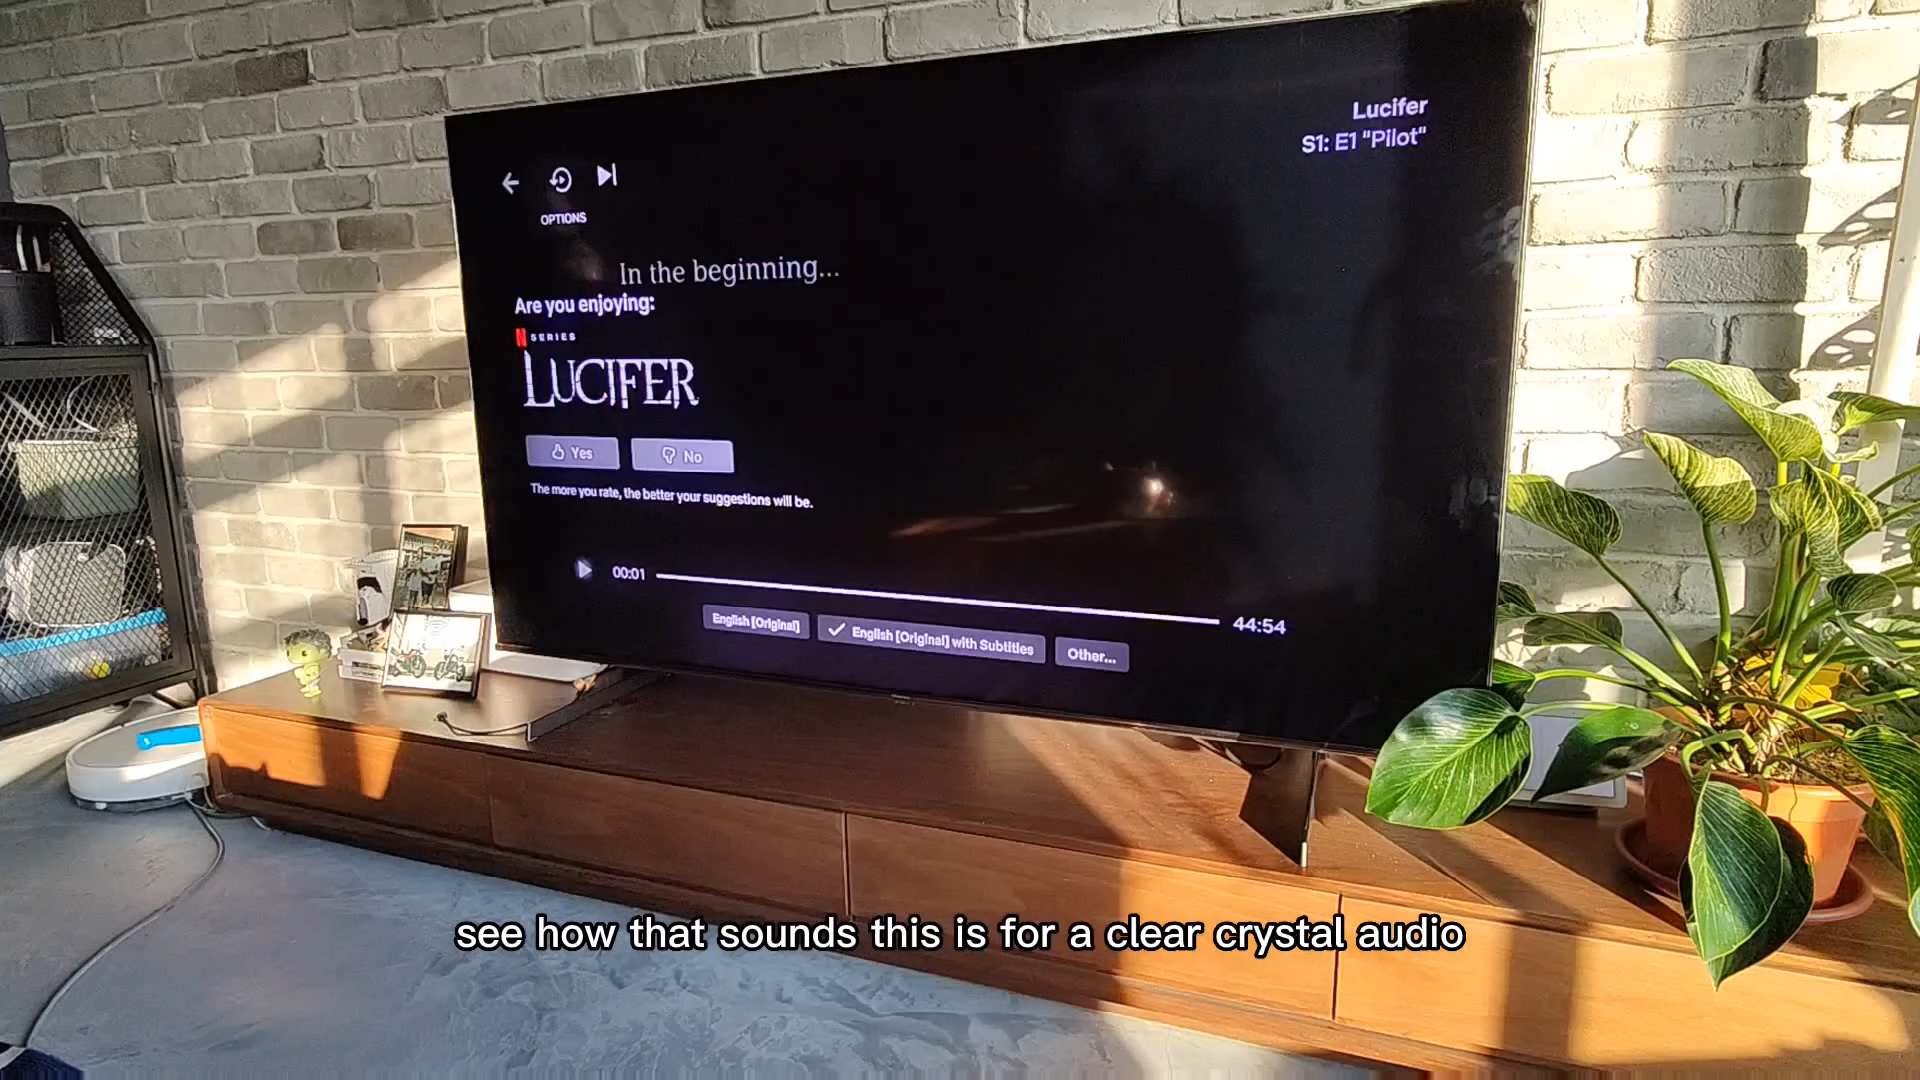 Lucifer
S1: E1 "Pilot"
OPTIONS
In the beginning...
Are you enjoying:
N SERIES
LUCIFER
Yes
No
The more you rate, the better your suggestions will be.
00:01
44:54
English [Original]
English [Original] with Subtitles
Other...
see how that sounds this is for a clear crystal audio